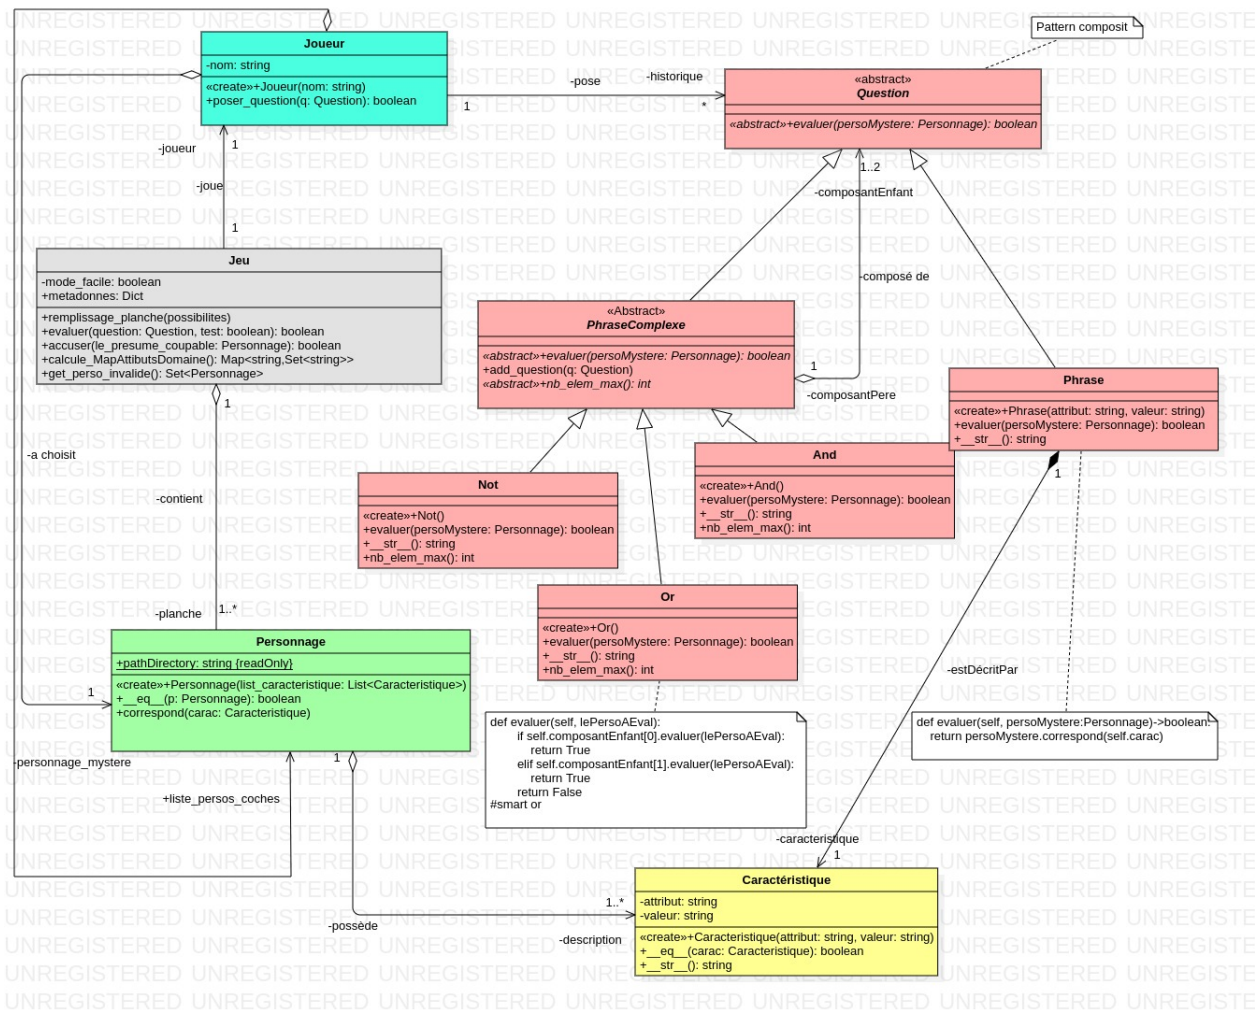 Pattern composit
Joueur
-nom: string
«create»+Joueur(nom: string)
+poser_question(q: Question): boolean
-pose
-historique
1
*
«abstract»
Question
«abstract»+evaluer(persoMystere: Personnage): boolean
-joueur
1
-joue
1
1..2
-composantEnfant
-composé de
Jeu
-mode_facile: boolean
+metadonnes: Dict
+remplissage_planche(possibilites)
+evaluer(question: Question, test: boolean): boolean
+accuser(le_presume_coupable: Personnage): boolean
+calcule_MapAttibutsDomaine(): Map<string,Set<string>>
+get_perso_invalide(): Set<Personnage>
1
«Abstract»
PhraseComplexe
«abstract»+evaluer(persoMystere: Personnage): boolean
+add_question(q: Question)
«abstract»+nb_elem_max(): int
1
-composantPere
Phrase
«create»+Phrase(attribut: string, valeur: string)
+evaluer(persoMystere: Personnage): boolean
+__str__(): string
1
-a choisit
-contient
Not
«create»+Not()
+evaluer(persoMystere: Personnage): boolean
+__str__(): string
+nb_elem_max(): int
And
«create»+And()
+evaluer(persoMystere: Personnage): boolean
+__str__(): string
+nb_elem_max(): int
Or
«create»+Or()
+evaluer(persoMystere: Personnage): boolean
+__str__(): string
+nb_elem_max(): int
-planche
1..*
Personnage
+pathDirectory: string {readOnly}
«create»+Personnage(list_caracteristique: List<Caracteristique>)
+__eq__(p: Personnage): boolean
+correspond(carac: Caracteristique)
1
-personnage_mystere
1
+liste_persos_coches
-estDécritPar
def evaluer(self, lePersoAEval):
if self.composantEnfant[0].evaluer(lePersoAEval):
return True
elif self.composantEnfant[1].evaluer(lePersoAEval):
return True
return False
#smart or
def evaluer(self, persoMystere:Personnage)->boolean:
return persoMystere.correspond(self.carac)
-caracteristique
1
1..*
-possède
-description
Caractéristique
-attribut: string
-valeur: string
«create»+Caracteristique(attribut: string, valeur: string)
+__eq__(carac: Caracteristique): boolean
+__str__(): string
UNREGISTERED